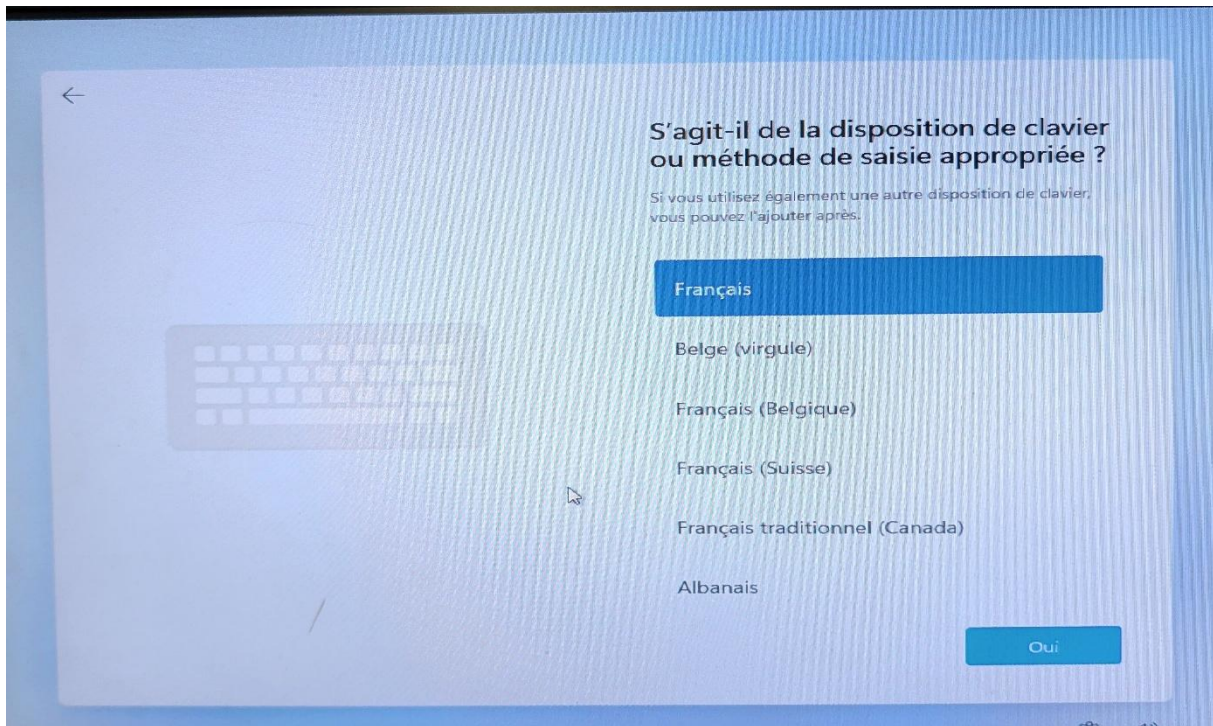 S'agit-il de la disposition de clavier
ou méthode de saisie appropriée ?
Si vous utilisez également une autre disposition de clavier,
vous pouvez l'ajouter après.
Français
Belge (virgule)
Français (Belgique)
Français (Suisse)
Français traditionnel (Canada)
Albanais
Oui